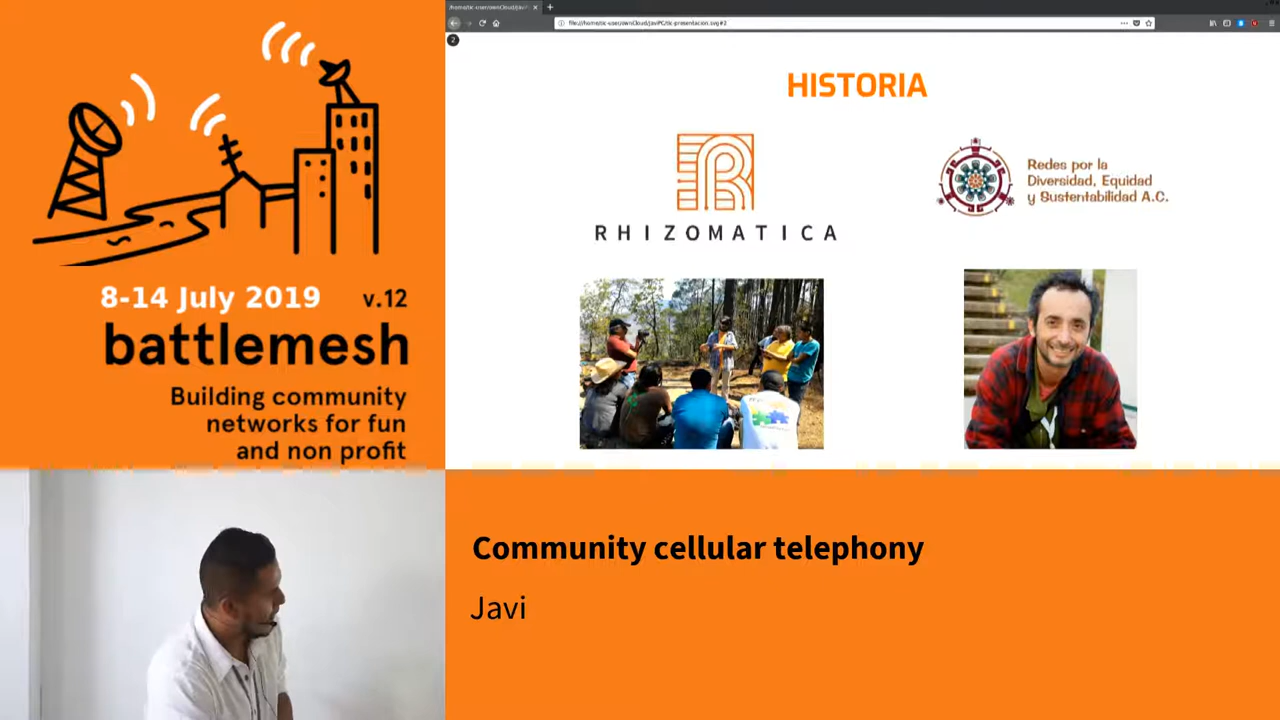 8-14 July 2019 v.12
battlemesh
Building community
networks for fun
and non profit
2
HISTORIA
RHIZOMATICA
Redes por la
Diversidad, Equidad
y Sustentabilidad A.C.
Community cellular telephony
Javi